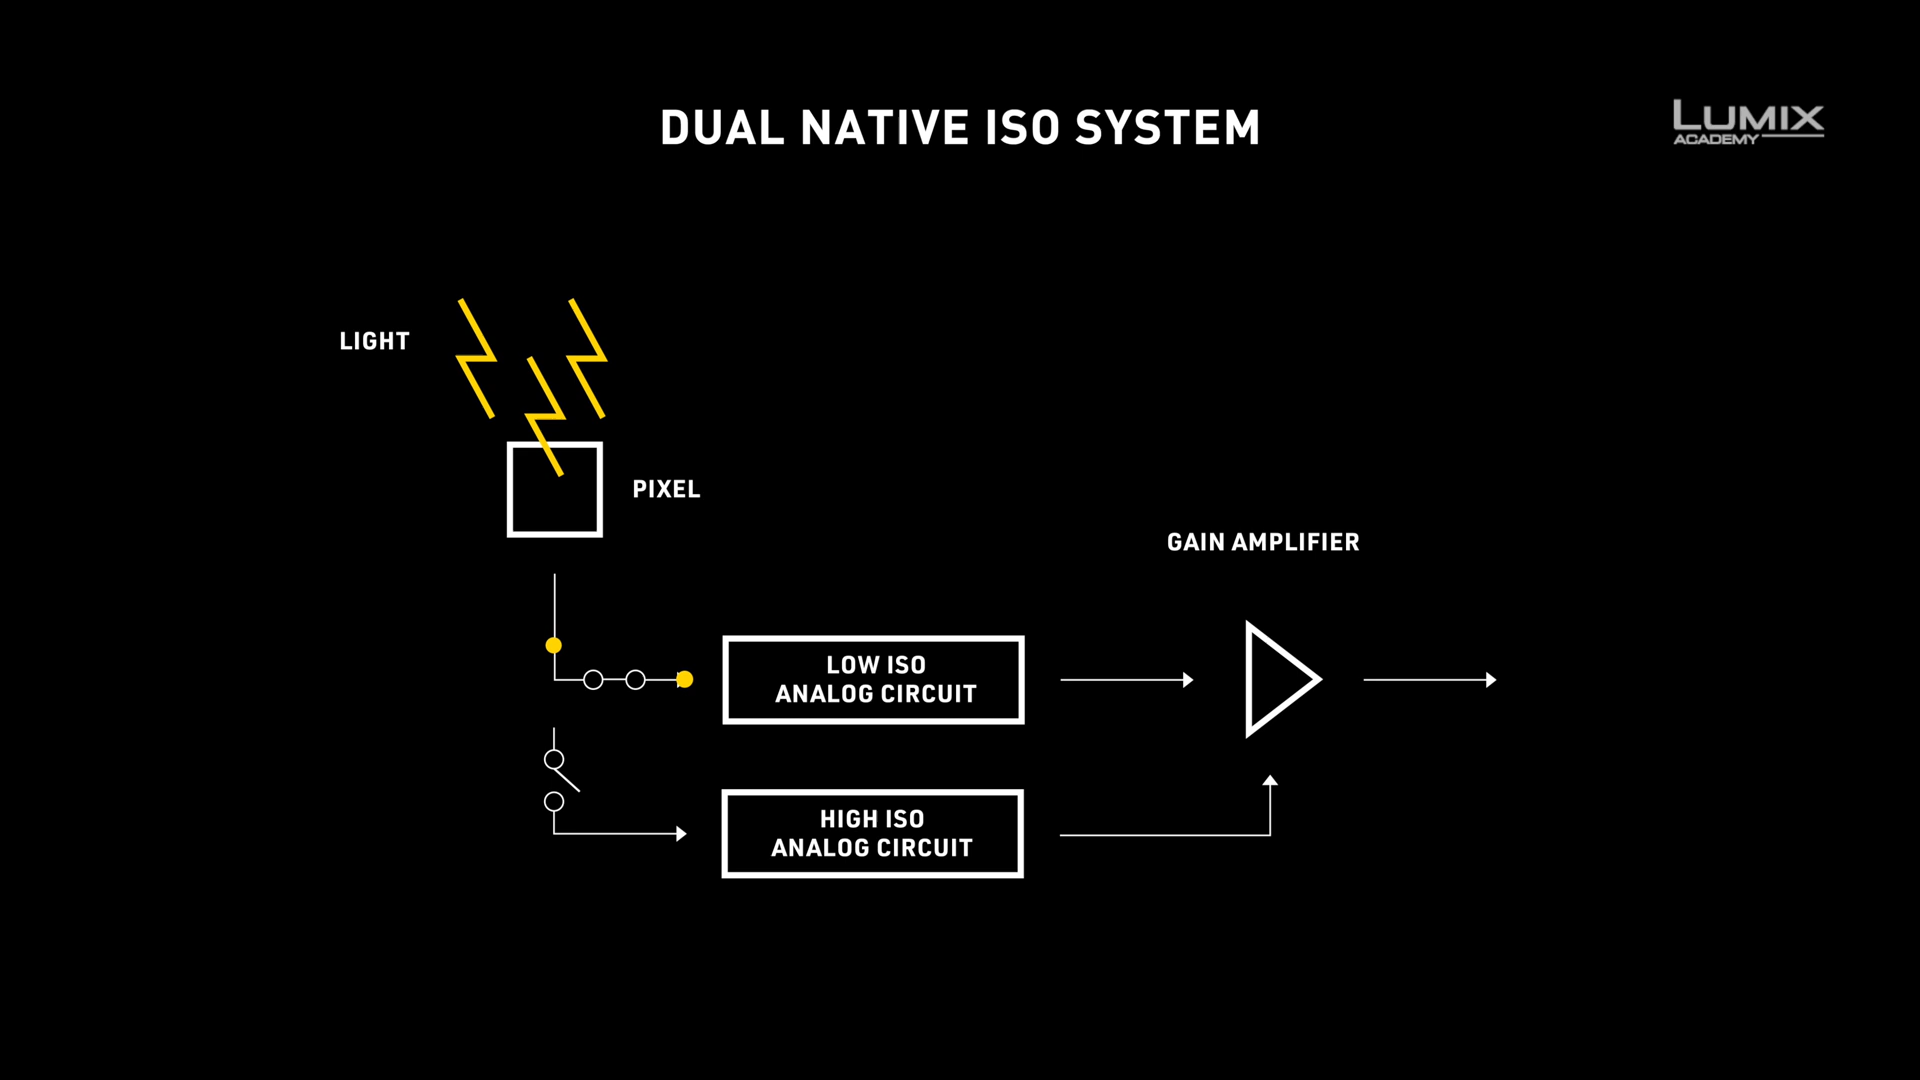 DUAL NATIVE ISO SYSTEM
LUMIX
ACADEMY
LIGHT
PIXEL
GAIN AMPLIFIER
LOW ISO
ANALOG CIRCUIT
HIGH ISO
ANALOG CIRCUIT